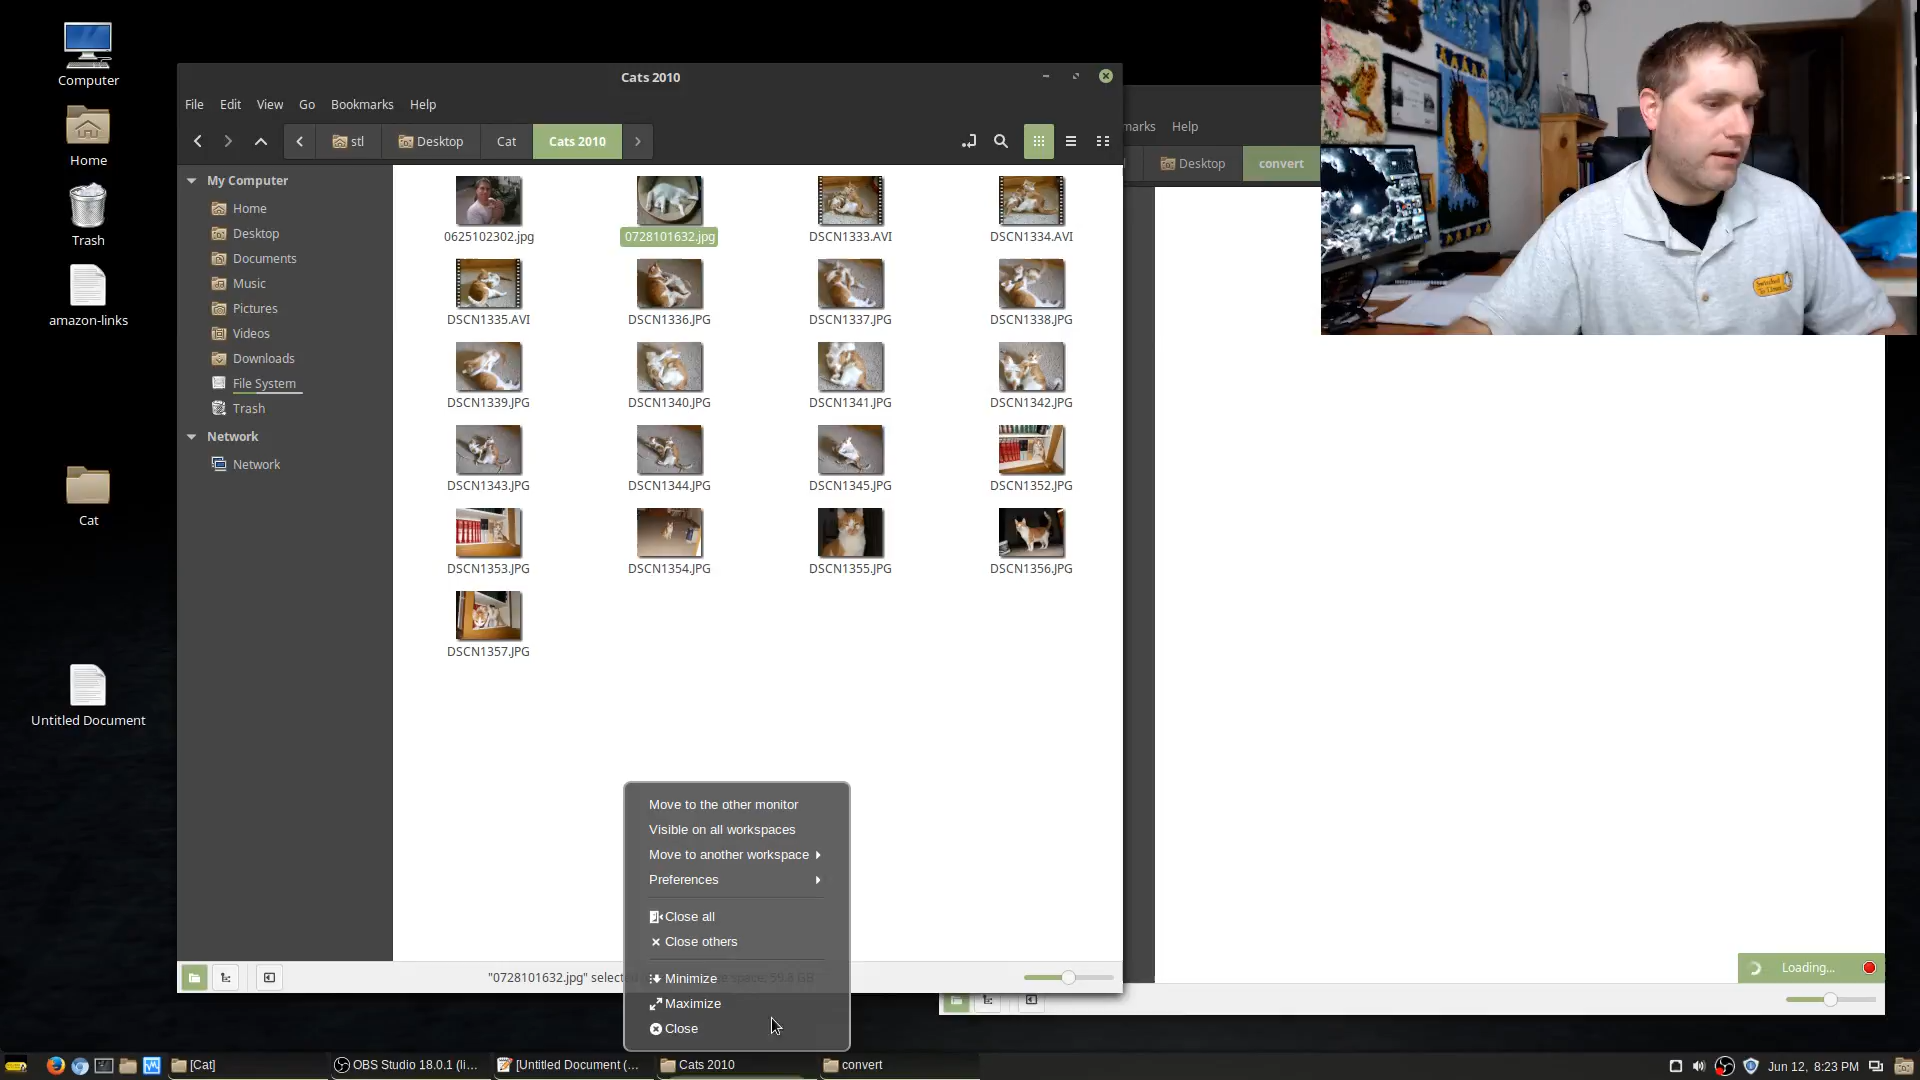 Computer
Home
Trash
amazon-links
Cat
Untitled Document
Cats 2010
File Edit View Go Bookmarks Help
stl Desktop Cat Cats 2010
My Computer
Home
Desktop
Documents
Music
Pictures
Videos
Downloads
File System
Trash
Network
Network
0625102302.jpg 0728101632.jpg DSCN1333.AVI DSCN1334.AVI
DSCN1335.AVI DSCN1336.JPG DSCN1337.JPG DSCN1338.JPG
DSCN1339.JPG DSCN1340.JPG DSCN1341.JPG DSCN1342.JPG
DSCN1343.JPG DSCN1344.JPG DSCN1345.JPG DSCN1352.JPG
DSCN1353.JPG DSCN1354.JPG DSCN1355.JPG DSCN1356.JPG
DSCN1357.JPG
"0728101632.jpg" selecte space: 59.8 GB
Move to the other monitor
Visible on all workspaces
Move to another workspace
Preferences
Close all
Close others
Minimize
Maximize
Close
marks Help
Desktop convert
Loading...
[Cat] OBS Studio 18.0.1 (li... [Untitled Document (... Cats 2010 convert Jun 12, 8:23 PM